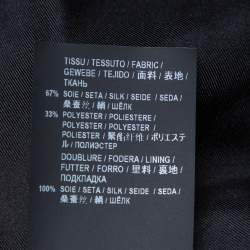 TISSU / TESSUTO / FABRIC /
GEWEBE / TEJIDO / 面料 / 表地 /
ТКАНЬ
67% SOIE / SETA / SILK / SEIDE / SEDA /
桑蚕丝 / 絹 / ШЁЛК
33% POLYESTER / POLIESTERE /
POLYESTER / POLYESTER /
POLIESTER / 聚酯纤维 / ポリエステ
ル / ПОЛИЭСТЕР
DOUBLURE / FODERA / LINING /
FUTTER / FORRO / 里料 / 裏地 /
ПОДКЛАДКА
100% SOIE / SETA / SILK / SEIDE / SEDA /
桑蚕丝 / 絹 / ШЁЛК